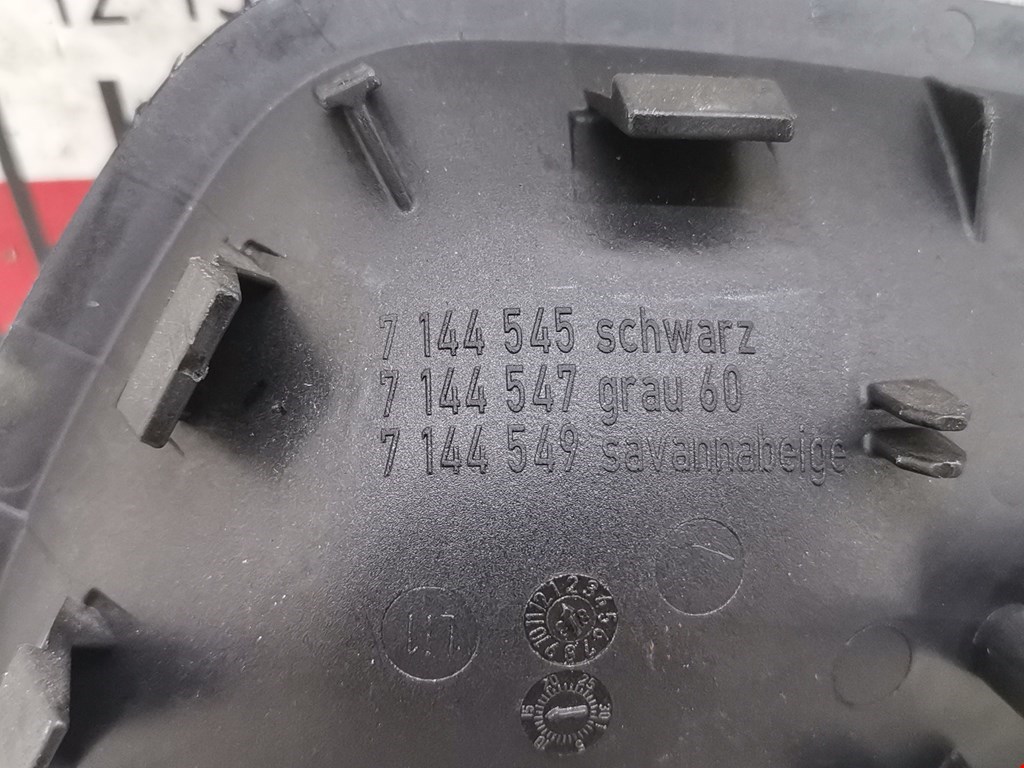 7 144 545 schwarz
7 144 547 grau 60
7 144 549 savannabeige